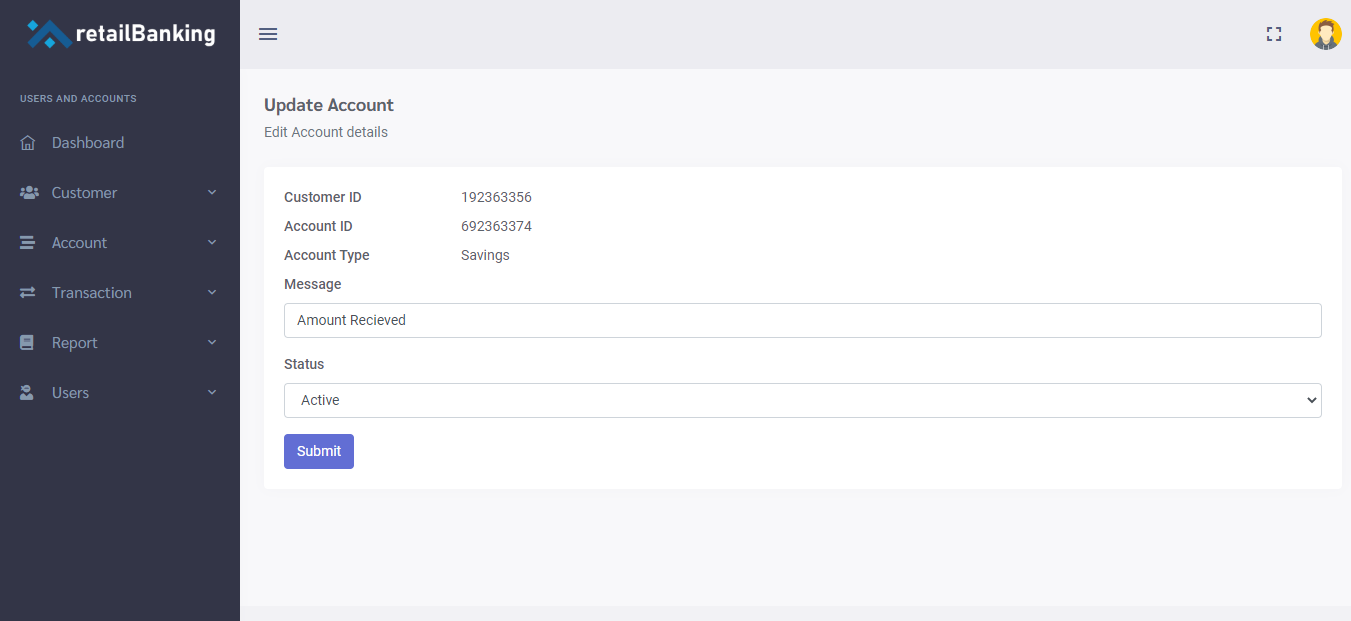 retailBanking
USERS AND ACCOUNTS
Dashboard
Customer
Account
Transaction
Report
Users
Update Account
Edit Account details
Customer ID 192363356
Account ID 692363374
Account Type Savings
Message
Amount Recieved
Status
Active
Submit